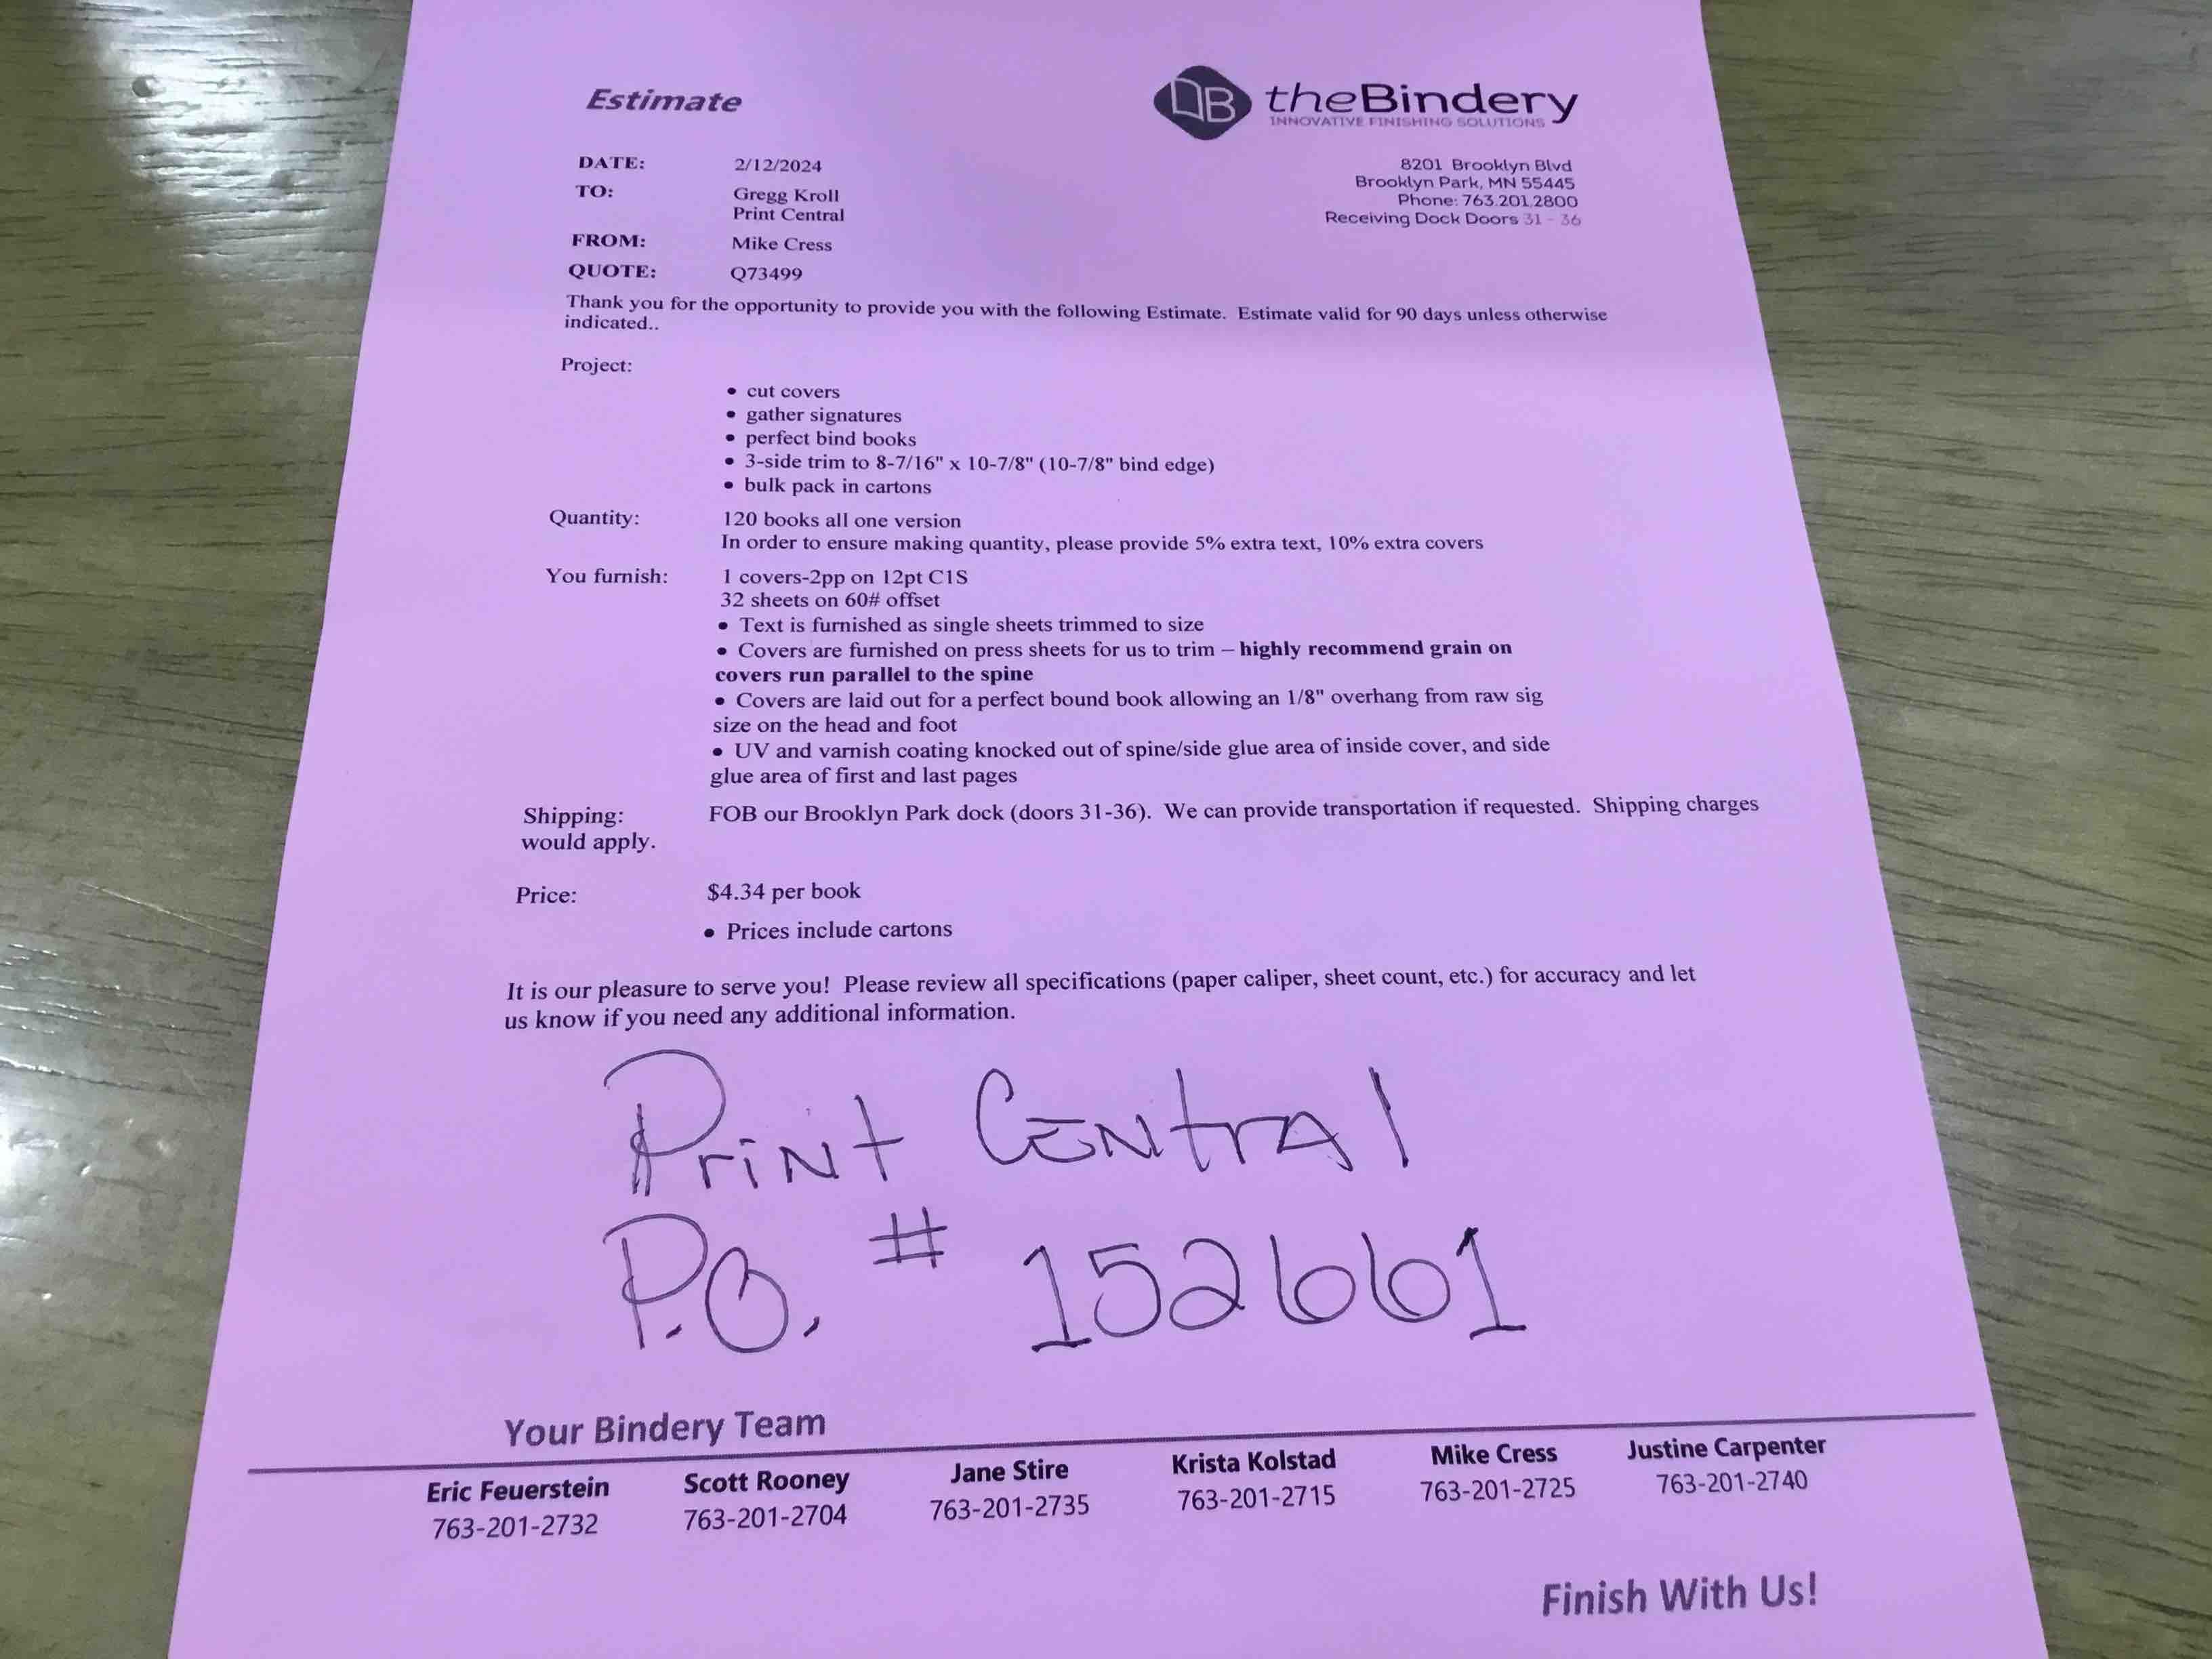 Estimate
theBindery
INNOVATIVE FINISHING SOLUTIONS
8201 Brooklyn Blvd
Brooklyn Park, MN 55445
Phone: 763.201.2800
Receiving Dock Doors 31 - 36
DATE: 2/12/2024
TO: Gregg Kroll
Print Central
FROM: Mike Cress
QUOTE: Q73499
Thank you for the opportunity to provide you with the following Estimate. Estimate valid for 90 days unless otherwise
indicated..
Project:
• cut covers
• gather signatures
• perfect bind books
• 3-side trim to 8-7/16" x 10-7/8" (10-7/8" bind edge)
• bulk pack in cartons
Quantity: 120 books all one version
In order to ensure making quantity, please provide 5% extra text, 10% extra covers
You furnish: 1 covers-2pp on 12pt C1S
32 sheets on 60# offset
• Text is furnished as single sheets trimmed to size
• Covers are furnished on press sheets for us to trim – highly recommend grain on
covers run parallel to the spine
• Covers are laid out for a perfect bound book allowing an 1/8" overhang from raw sig
size on the head and foot
• UV and varnish coating knocked out of spine/side glue area of inside cover, and side
glue area of first and last pages
Shipping: FOB our Brooklyn Park dock (doors 31-36). We can provide transportation if requested. Shipping charges
would apply.
Price: $4.34 per book
• Prices include cartons
It is our pleasure to serve you! Please review all specifications (paper caliper, sheet count, etc.) for accuracy and let
us know if you need any additional information.
Print Central
P.O. # 152661
Your Bindery Team
Eric Feuerstein Scott Rooney Jane Stire Krista Kolstad Mike Cress Justine Carpenter
763-201-2732 763-201-2704 763-201-2735 763-201-2715 763-201-2725 763-201-2740
Finish With Us!